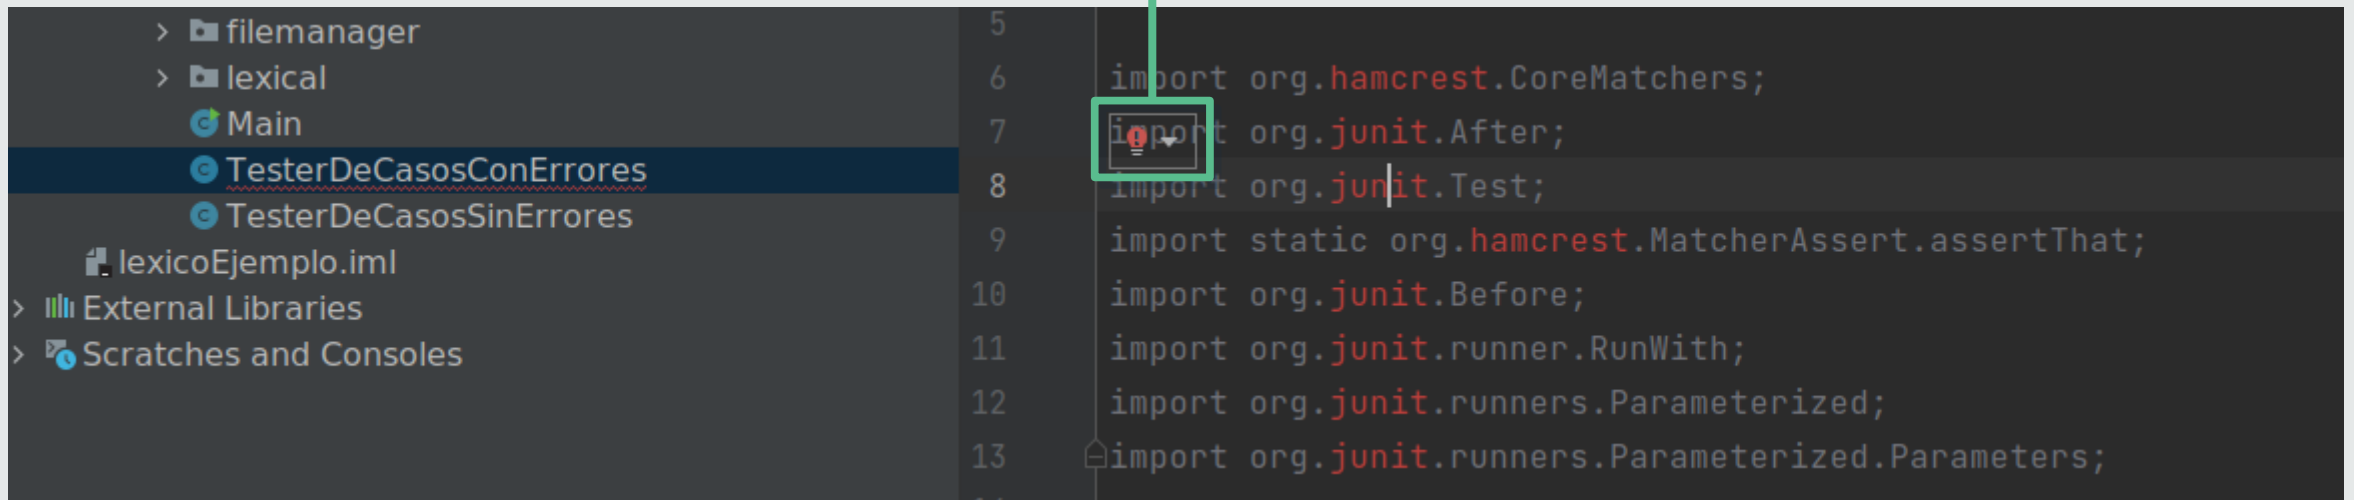 filemanager
lexical
Main
TesterDeCasosConErrores
TesterDeCasosSinErrores
lexicoEjemplo.iml
External Libraries
Scratches and Consoles
5
6 import org.hamcrest.CoreMatchers;
7 import org.junit.After;
8 import org.junit.Test;
9 import static org.hamcrest.MatcherAssert.assertThat;
10 import org.junit.Before;
11 import org.junit.runner.RunWith;
12 import org.junit.runners.Parameterized;
13 import org.junit.runners.Parameterized.Parameters;